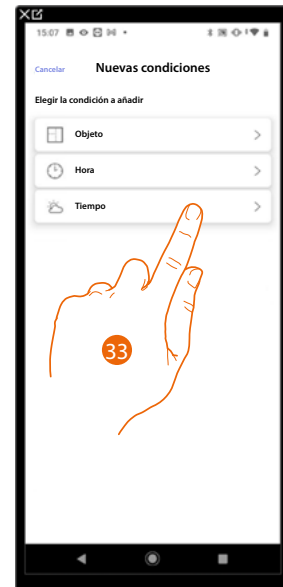 15:07
Cancelar Nuevas condiciones
Elegir la condición a añadir
Objeto
Hora
Tiempo
33